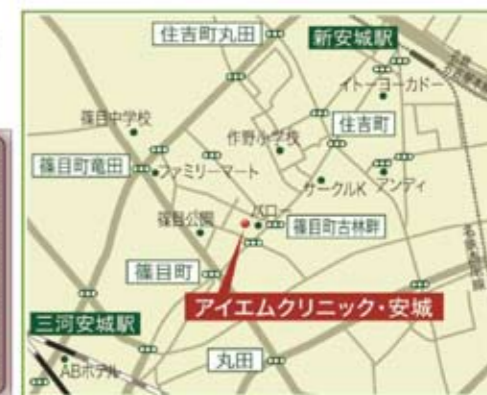 住吉町丸田
新安城駅
イトーヨーカドー
篠目中学校
作野小学校
住吉町
篠目町竜田
ファミリーマート
サークルK
アンディ
篠目公園
バロー
篠目町古林畔
篠目町
アイエムクリニック・安城
三河安城駅
ABホテル
丸田